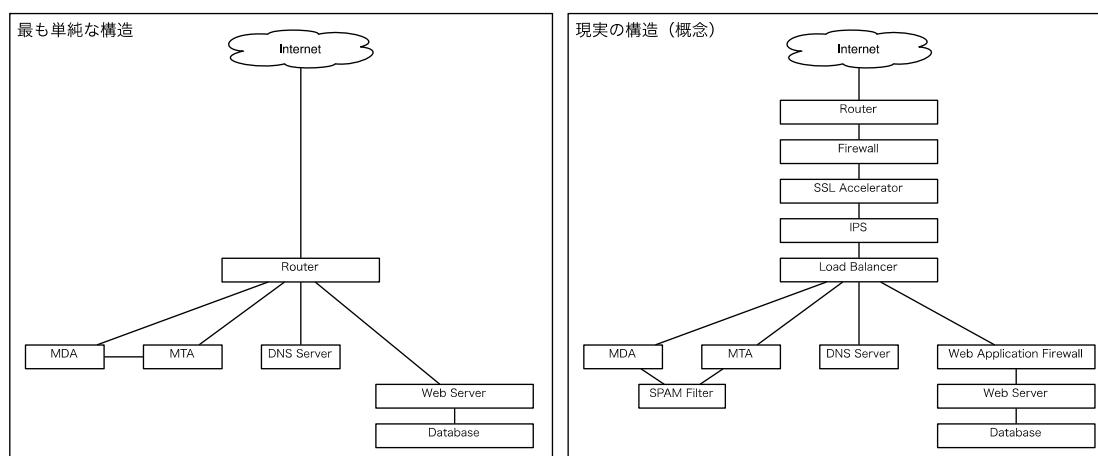 最も単純な構造
Internet
Router
MDA
MTA
DNS Server
Web Server
Database
現実の構造（概念）
Internet
Router
Firewall
SSL Accelerator
IPS
Load Balancer
MDA
MTA
DNS Server
Web Application Firewall
SPAM Filter
Web Server
Database